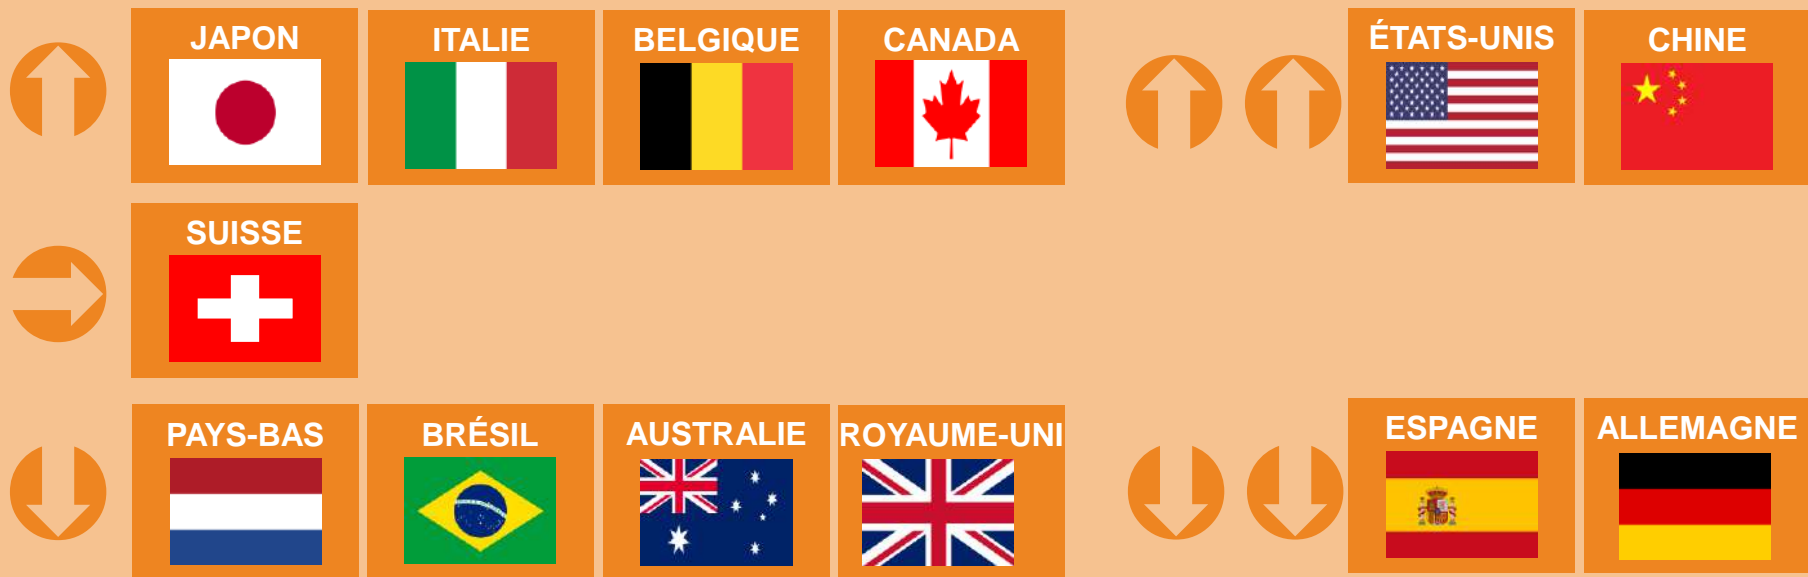 JAPON
ITALIE
BELGIQUE
CANADA
ÉTATS-UNIS
CHINE
SUISSE
PAYS-BAS
BRÉSIL
AUSTRALIE
ROYAUME-UNI
ESPAGNE
ALLEMAGNE